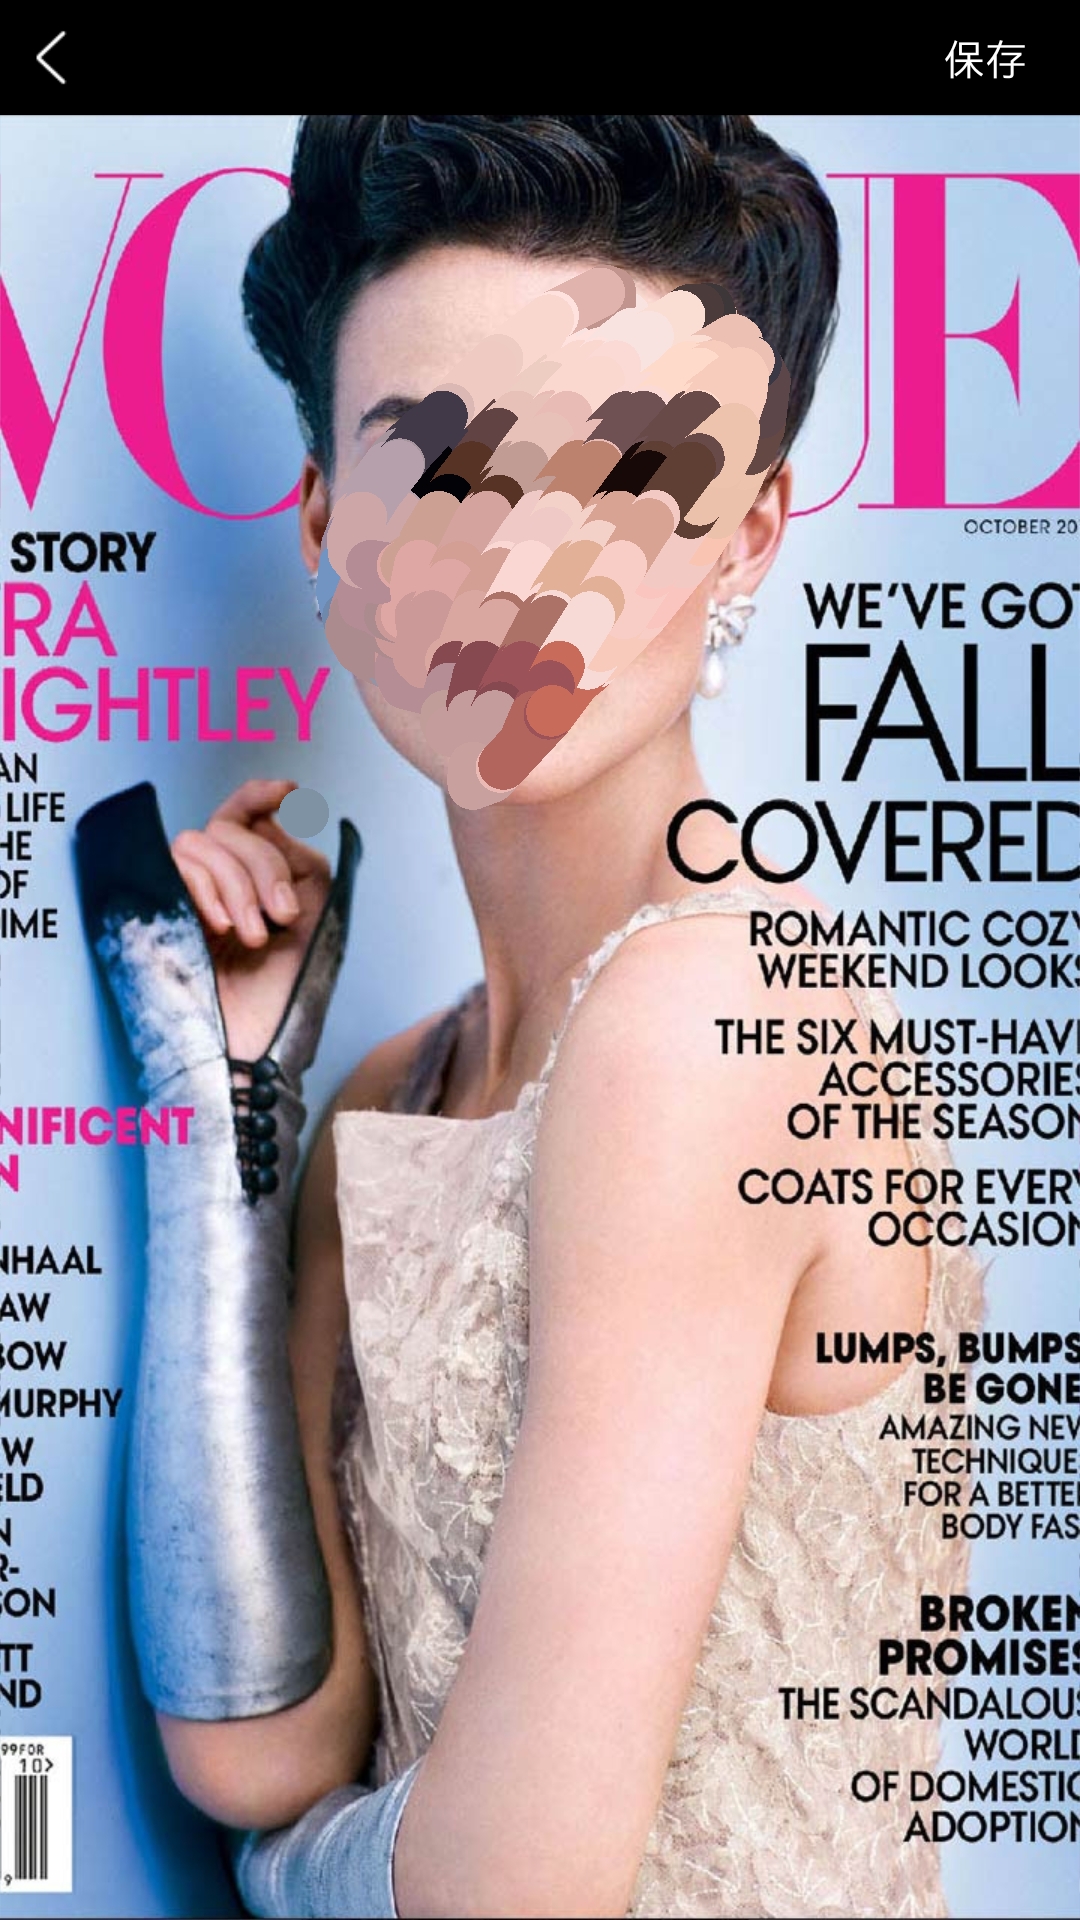 保存
VOGUE
OCTOBER 20
STORY
RA
IGHTLEY
AN
LIFE
HE
OF
IME
NIFICENT
N
NHAAL
AW
BOW
MURPHY
W
ELD
N
R-
SON
TT
ND
99FOR
10>
9
WE'VE GOT
FALL
COVERED
ROMANTIC COZY
WEEKEND LOOKS
THE SIX MUST-HAVE
ACCESSORIES
OF THE SEASON
COATS FOR EVERY
OCCASION
LUMPS, BUMPS
BE GONE
AMAZING NEW
TECHNIQUE
FOR A BETTER
BODY FAS
BROKEN
PROMISES
THE SCANDALOUS
WORLD
OF DOMESTIC
ADOPTION